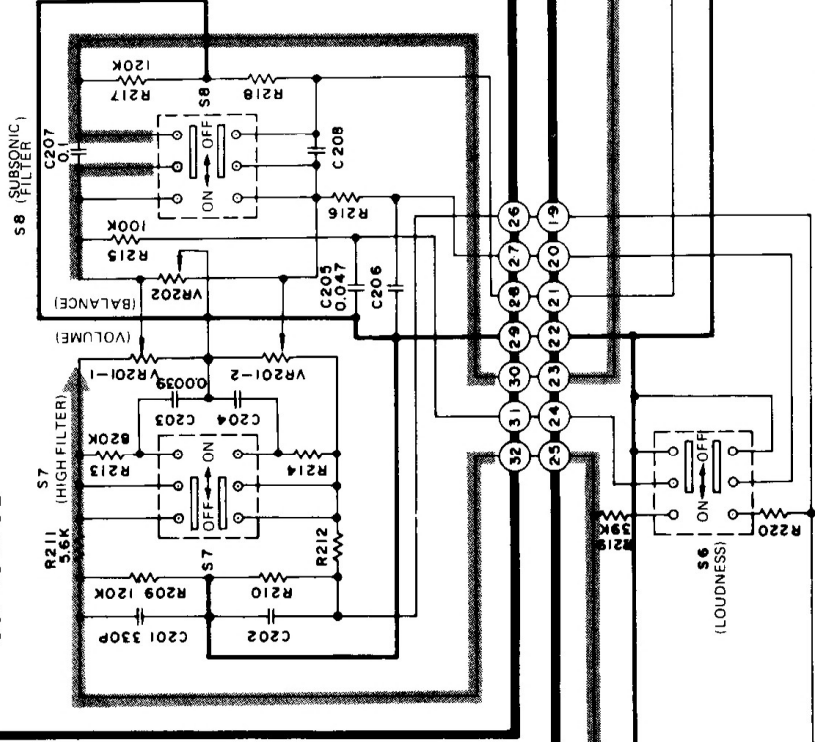 120K
R217
R218
S8
C207
0.1
OFF
ON
C208
S8 (SUBSONIC FILTER)
R216
100K
R215
VR202
(BALANCE)
C205
0.047
C206
(VOLUME)
VR201-1
VR201-2
0.0039
C203
C204
S7
(HIGH FILTER)
820K
R213
ON
OFF
R214
R211
5.6K
S7
R212
120K R209
R210
330P C201
C202
26
19
27
20
28
21
29
22
30
23
31
24
32
25
OFF
ON
39K
R219
R220
S6
(LOUDNESS)